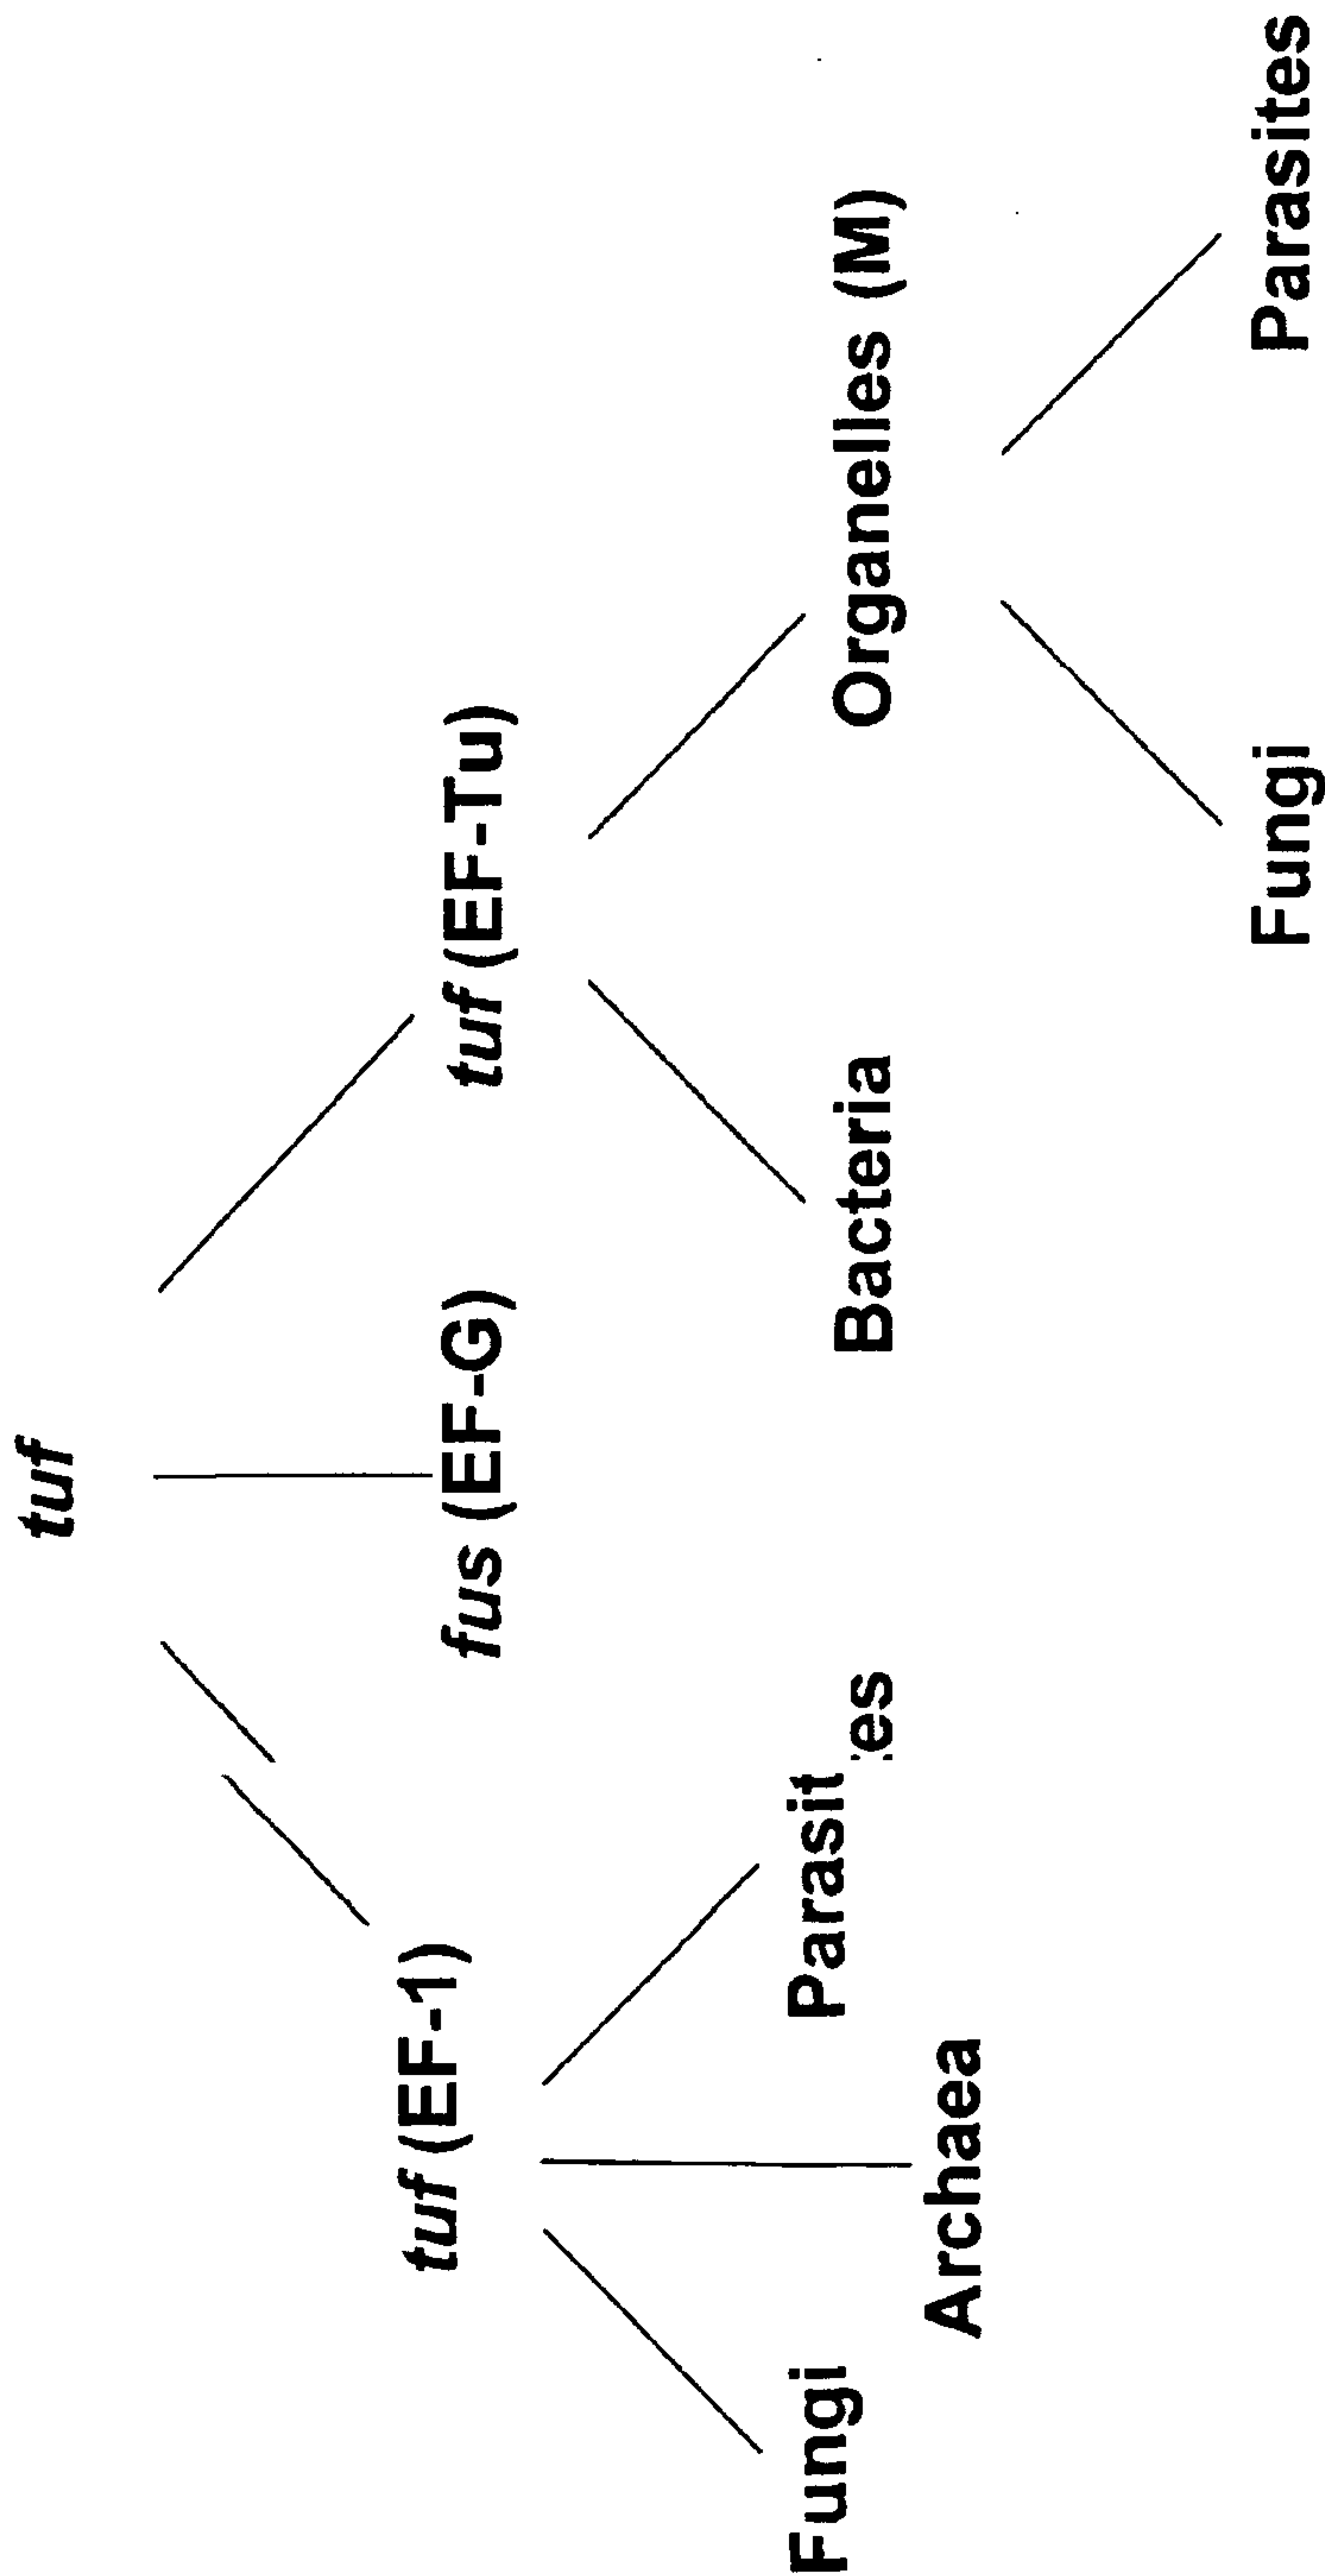 tuf
tuf (EF-1)
fus (EF-G)
tuf (EF-Tu)
Fungi
Archaea
Parasites
Bacteria
Organelles (M)
Fungi
Parasites